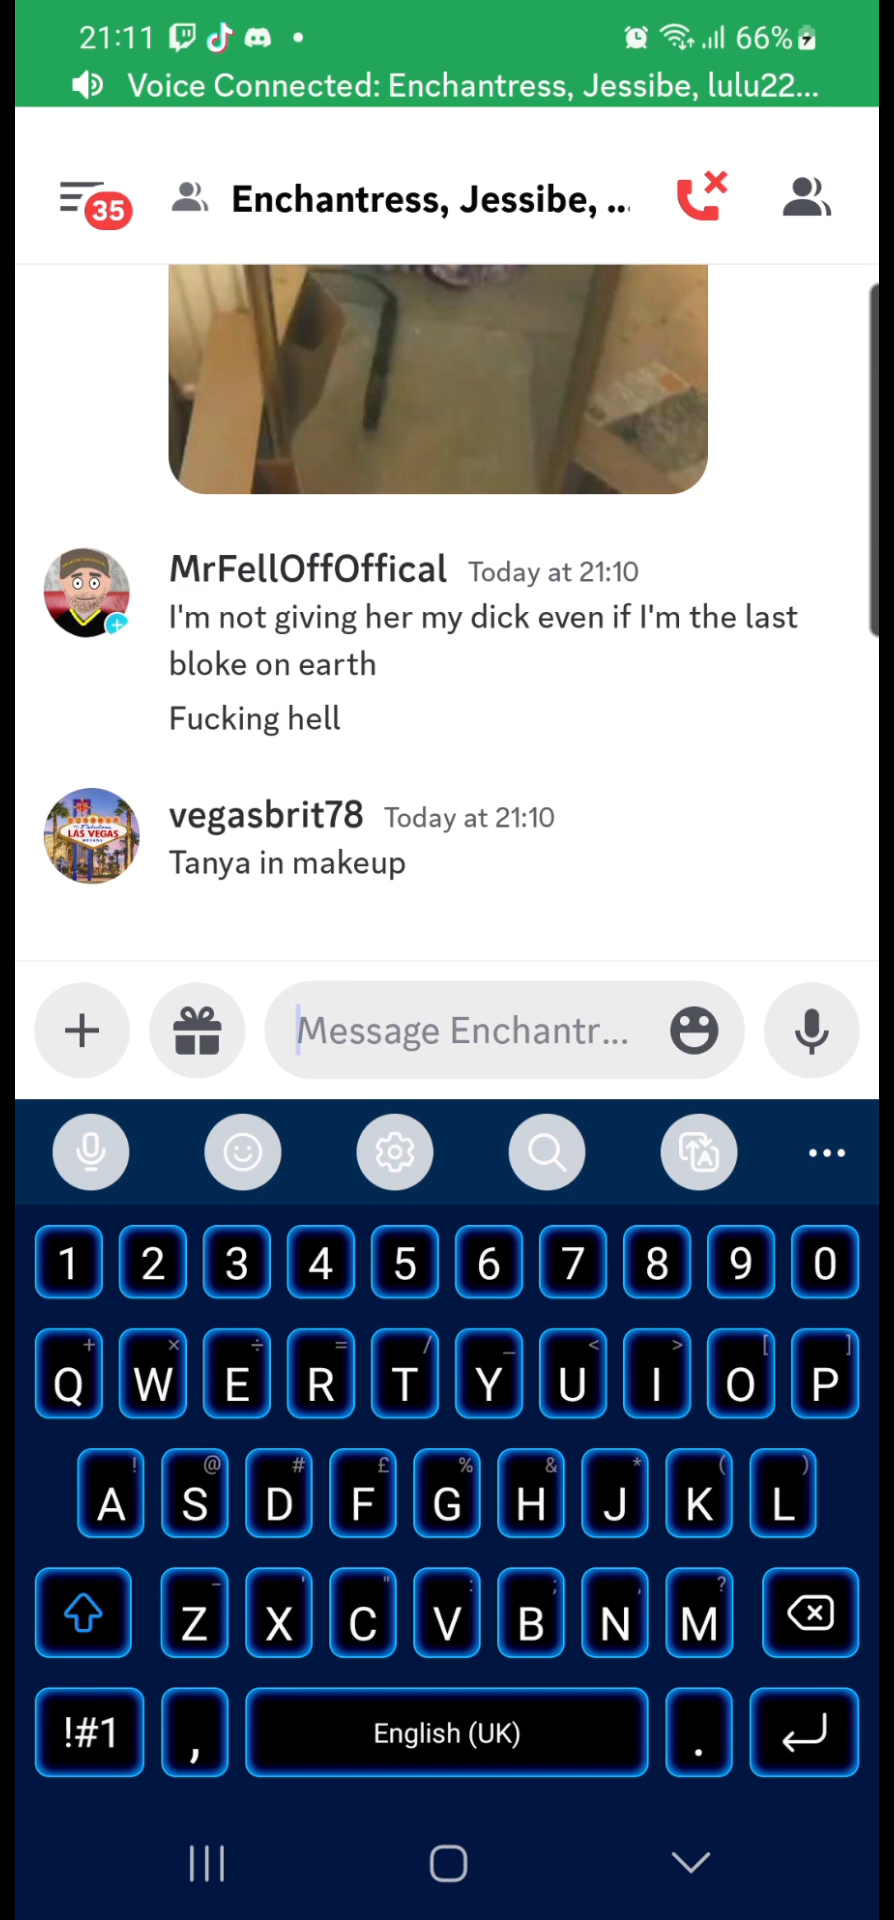 21:11 66%
Voice Connected: Enchantress, Jessibe, lulu22...
35 Enchantress, Jessibe, ...
MrFellOffOffical Today at 21:10
I'm not giving her my dick even if I'm the last
bloke on earth
Fucking hell
LAS VEGAS
vegasbrit78 Today at 21:10
Tanya in makeup
Message Enchantr...
1 2 3 4 5 6 7 8 9 0
+ × ÷ = / _ < > [ ]
Q W E R T Y U I O P
! @ # £ % & * ( )
A S D F G H J K L
- ' " : ; , ?
Z X C V B N M
!#1 , English (UK) .